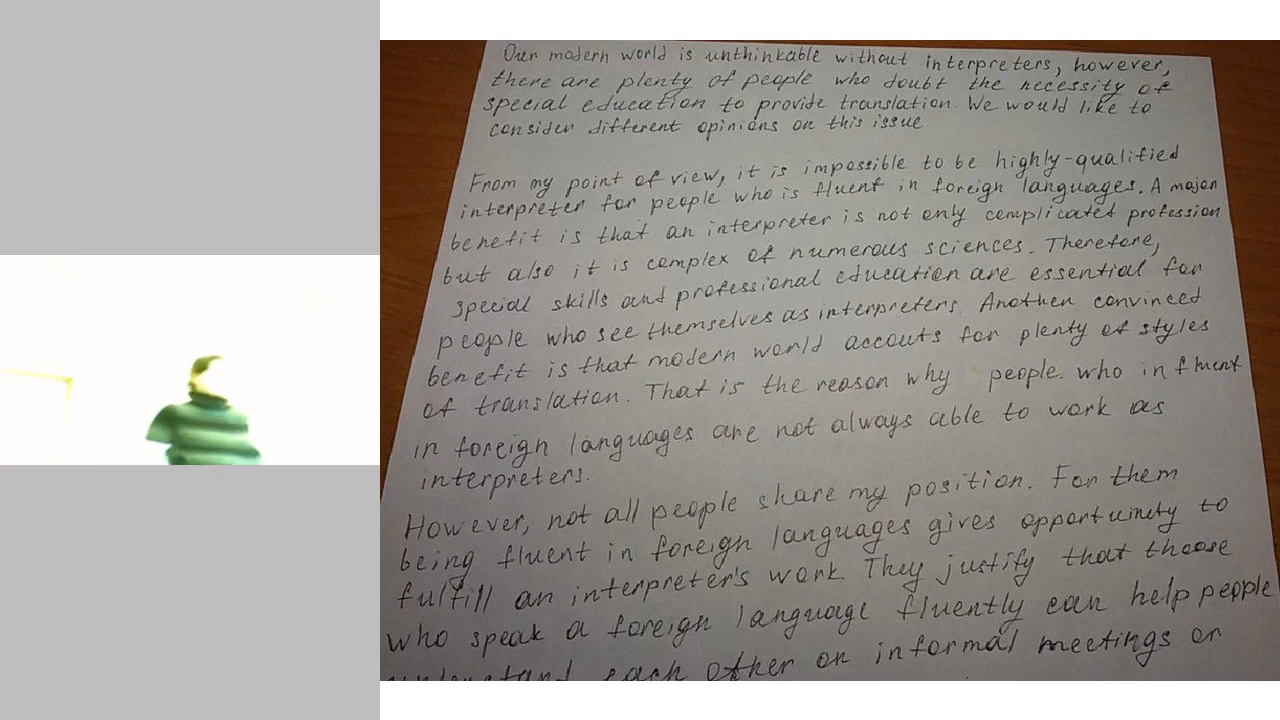 Our modern world is unthinkable without interpreters, however,
there are plenty of people who doubt the necessity of
special education to provide translation. We would like to
consider different opinions on this issue.
From my point of view, it is impossible to be highly-qualified
interpreter for people who is fluent in foreign languages. A major
benefit is that an interpreter is not only complicated profession
but also it is complex of numerous sciences. Therefore,
special skills and professional education are essential for
people who see themselves as interpreters. Another convinced
benefit is that modern world accouts for plenty of styles
of translation. That is the reason why people who in fluent
in foreign languages are not always able to work as
interpreters.
However, not all people share my position. For them
being fluent in foreign languages gives opportuinety to
fulfill an interpreter's work. They justify that thoose
who speak a foreign language fluently can help people
understand each other on informal meetings or